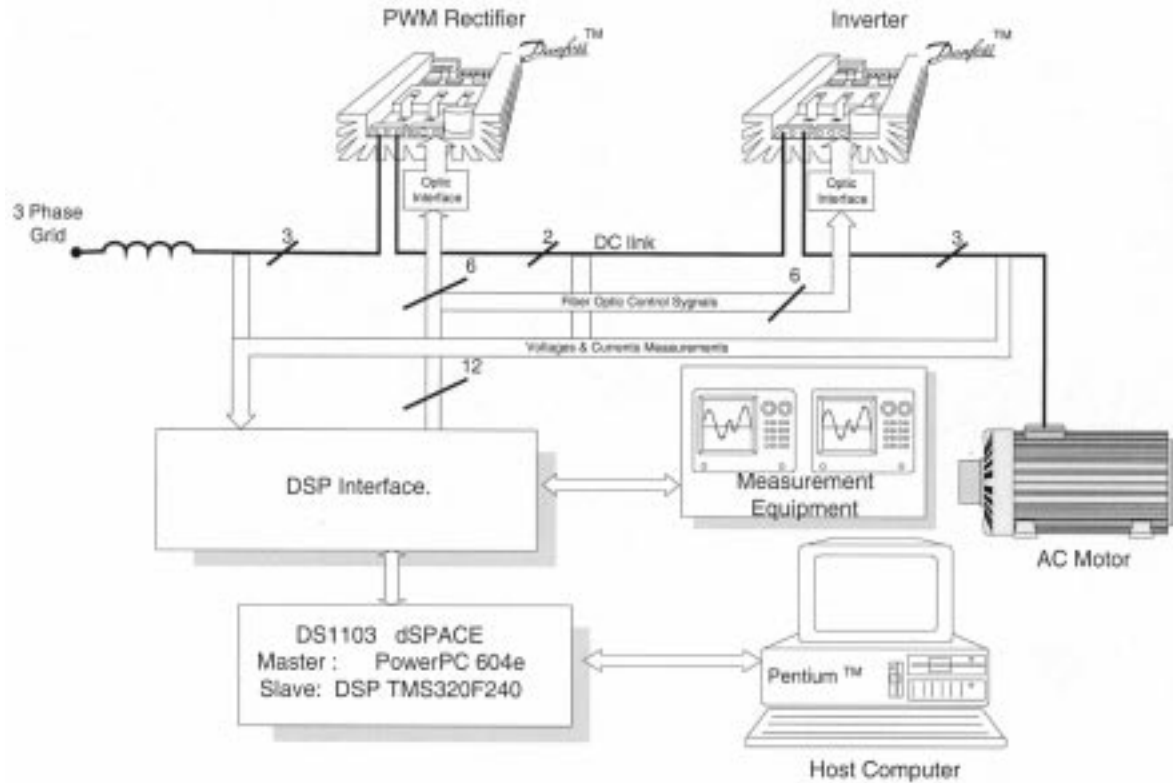 PWM Rectifier
Danfoss TM
Inverter
Danfoss TM
Optic
Interface
Optic
Interface
3 Phase
Grid
3
2
DC link
3
6
6
Fiber Optic Control Sygnals
Voltages & Currents Measurements
12
DSP Interface.
Measurement
Equipment
AC Motor
DS1103 dSPACE
Master : PowerPC 604e
Slave: DSP TMS320F240
Pentium TM
Host Computer